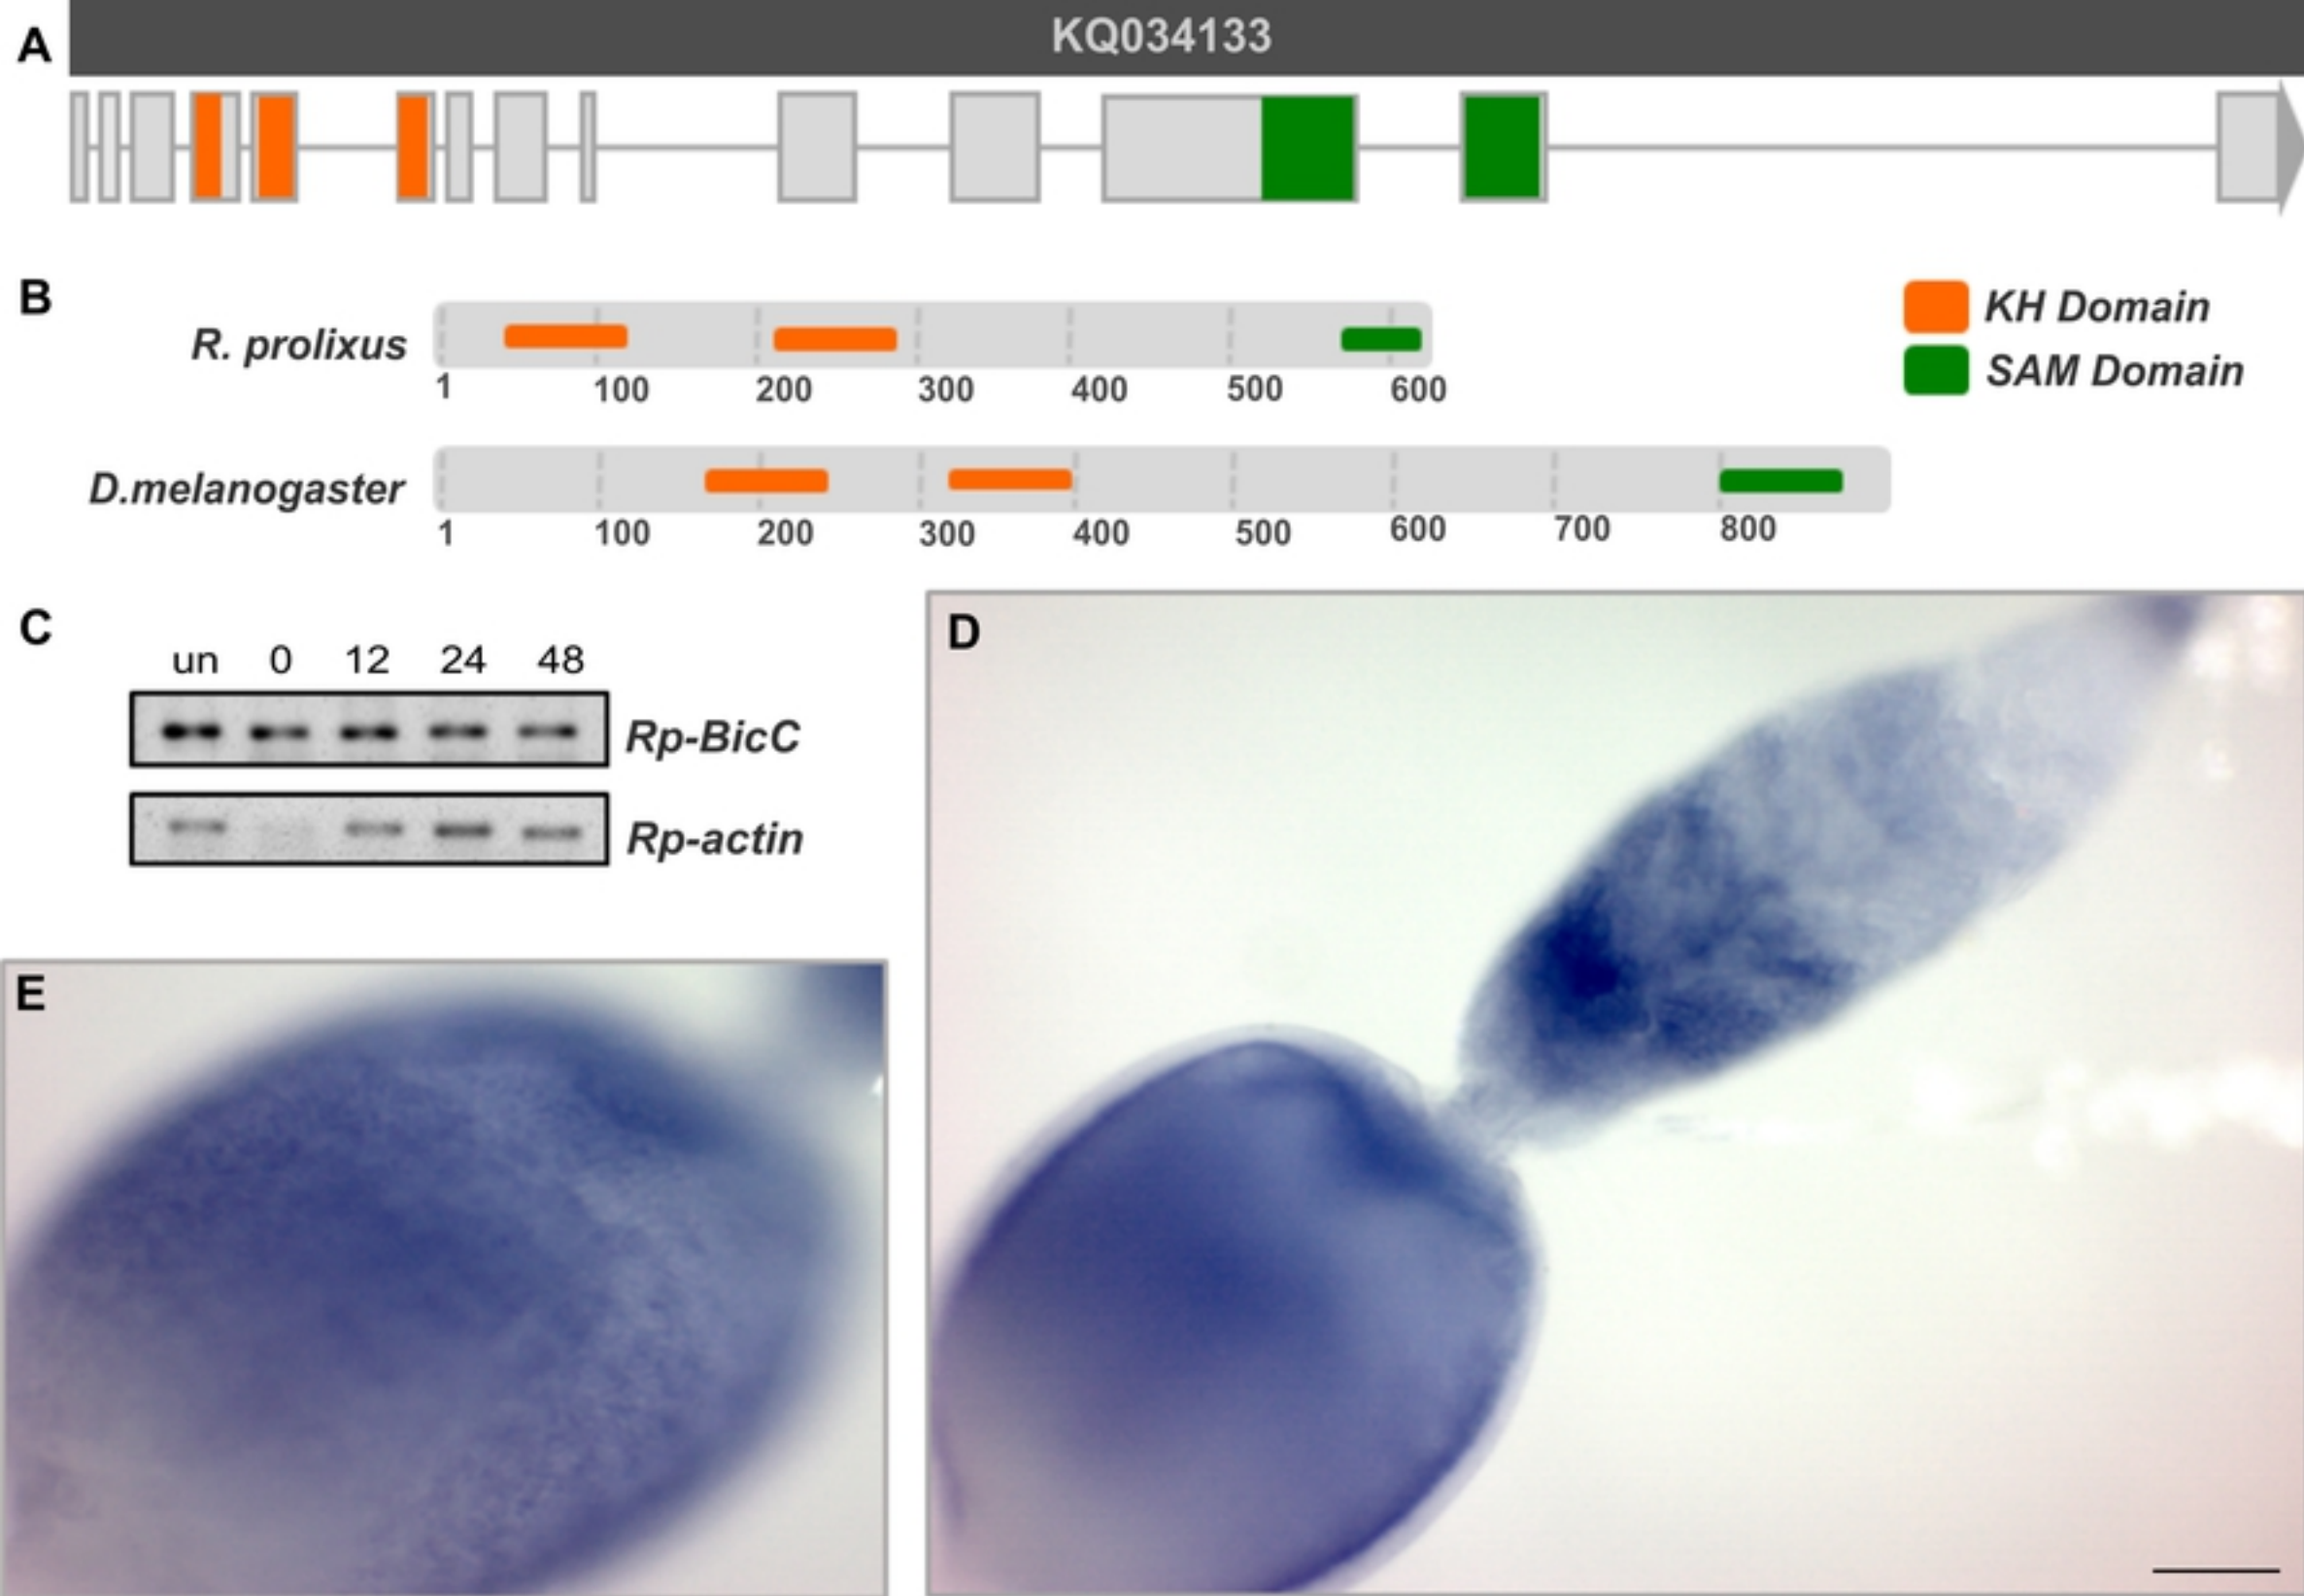 A
KQ034133
B
R. prolixus
1 100 200 300 400 500 600
KH Domain
SAM Domain
D.melanogaster
1 100 200 300 400 500 600 700 800
C
un 0 12 24 48
Rp-BicC
Rp-actin
D
E